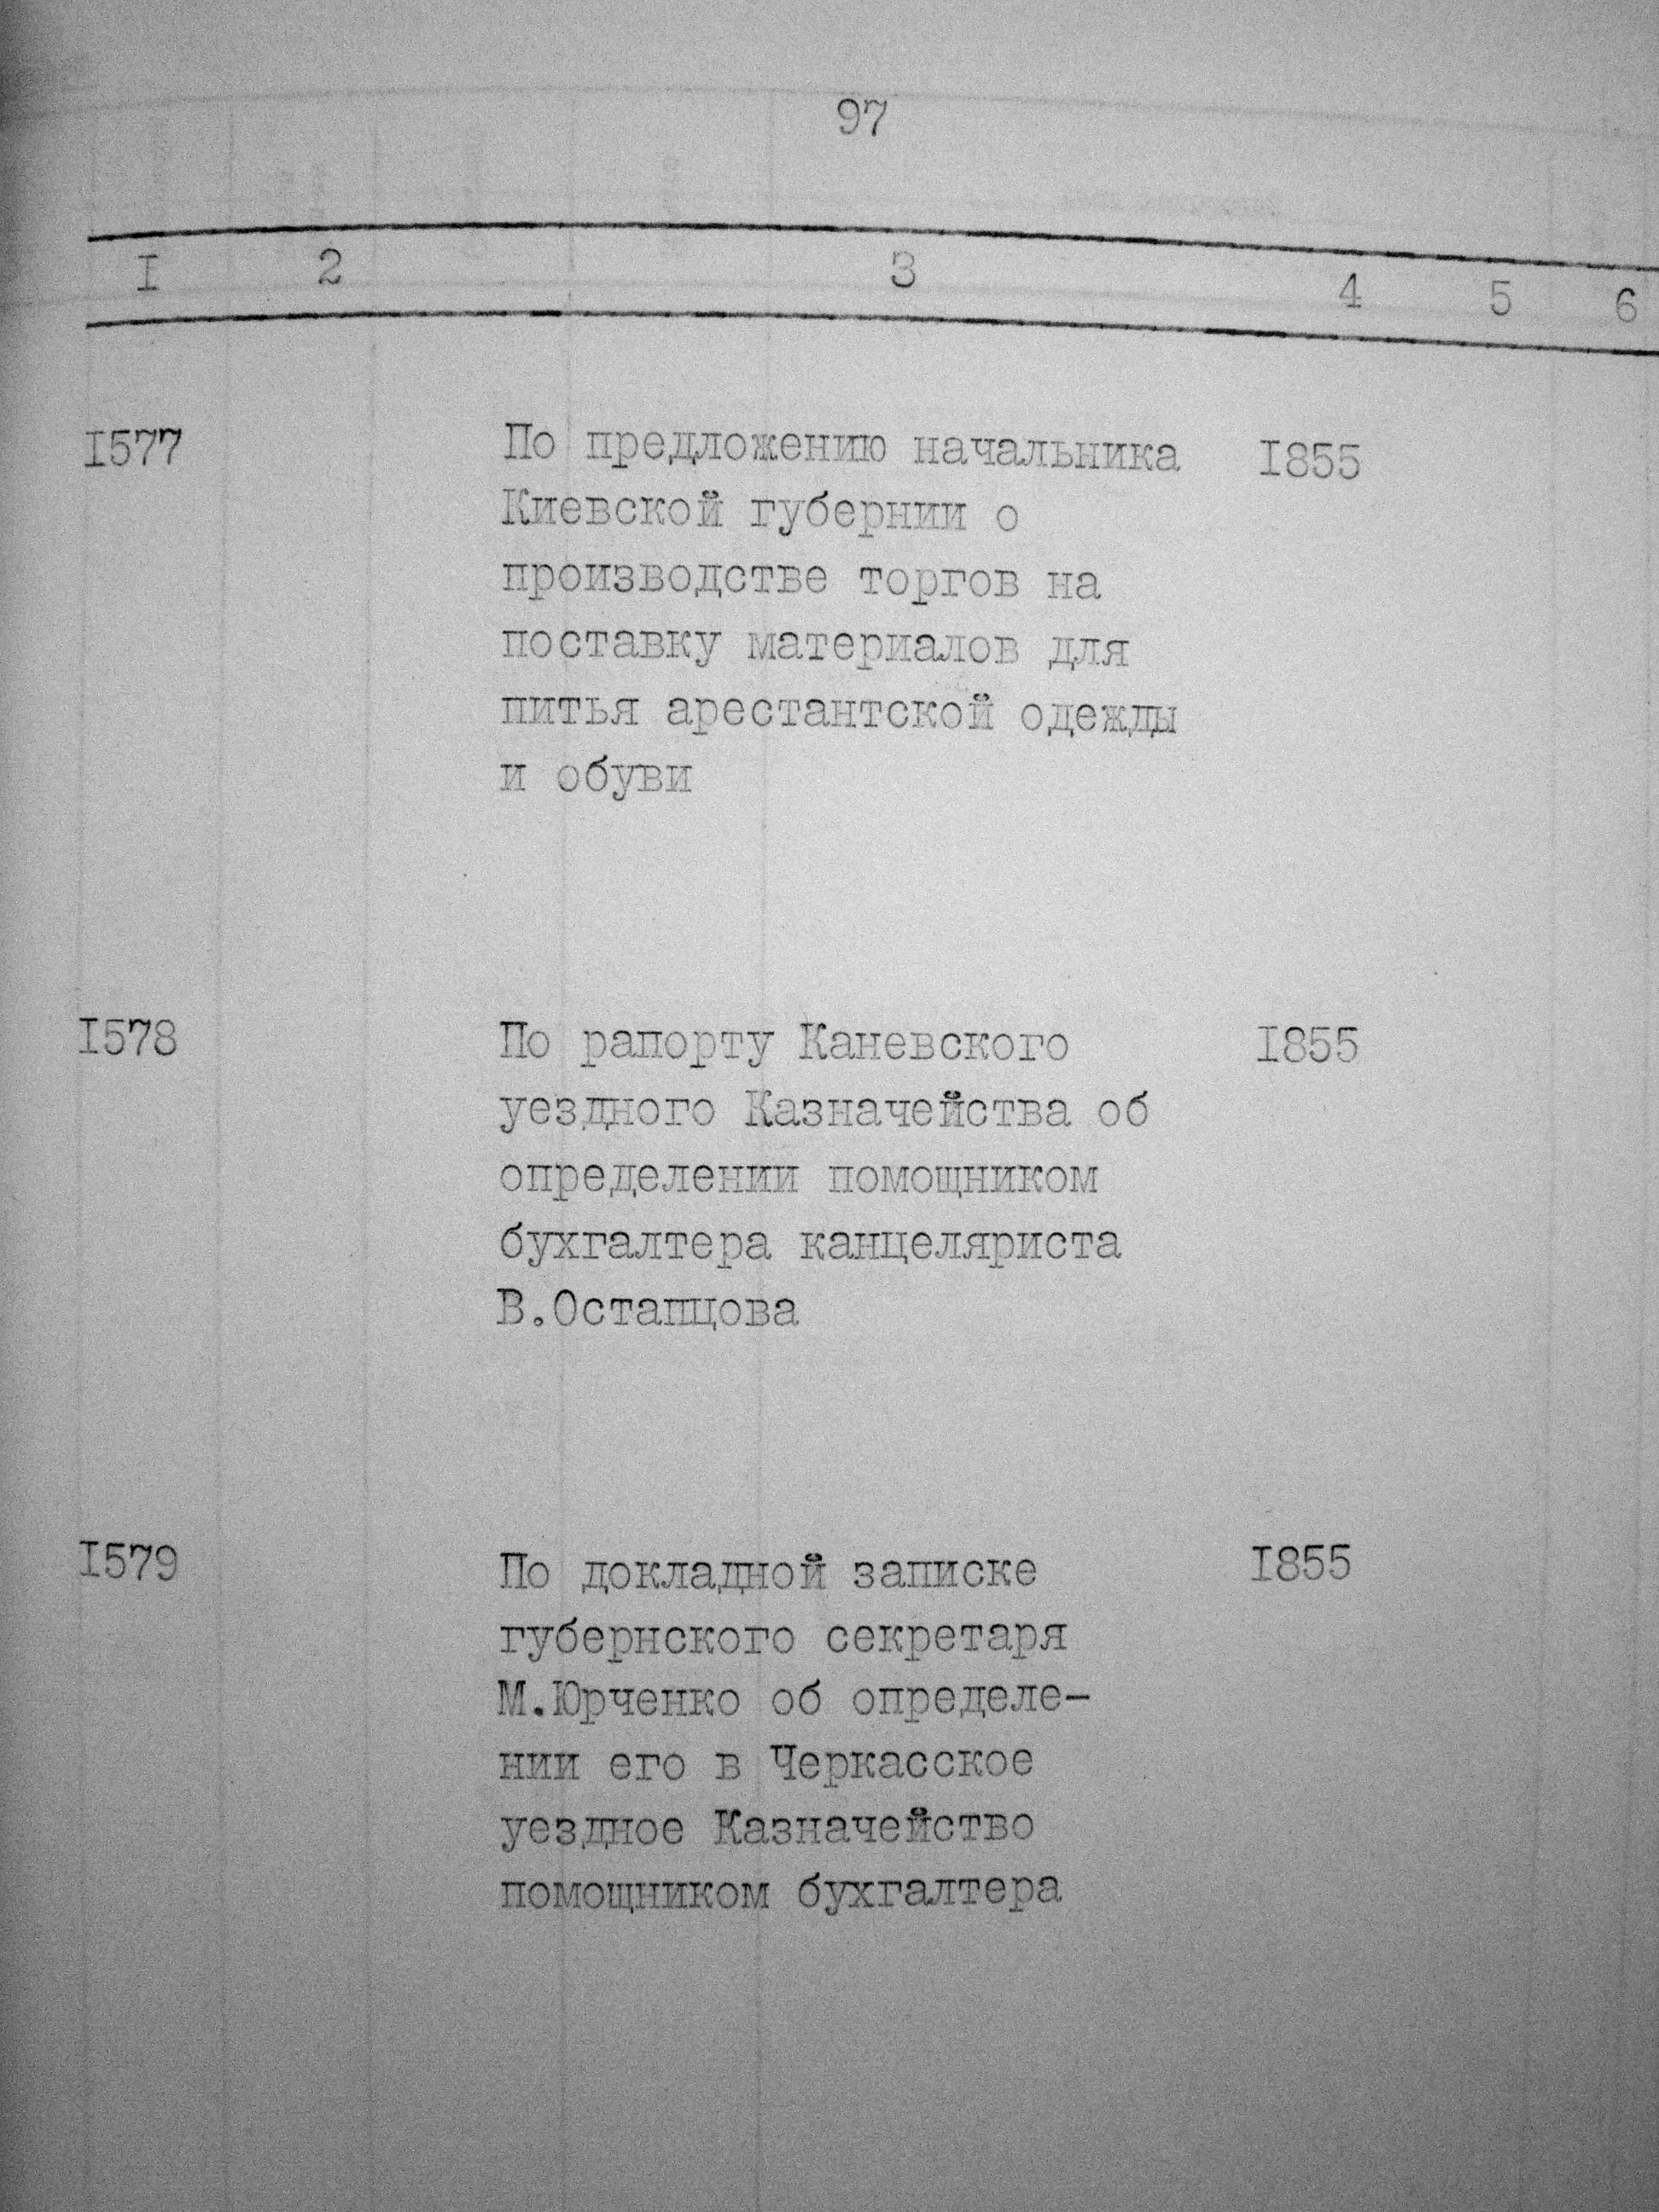 97
I 2 3 4 5 6
I577 По предложению начальника I855
Киевской губернии о
производстве торгов на
поставку материалов для
питья арестантской одежды
и обуви
I578 По рапорту Каневского I855
уездного Казначейства об
определении помощником
бухгалтера канцеляриста
В.Остапцова
I579 По докладной записке I855
губернского секретаря
М.Юрченко об определе-
нии его в Черкасское
уездное Казначейство
помощником бухгалтера